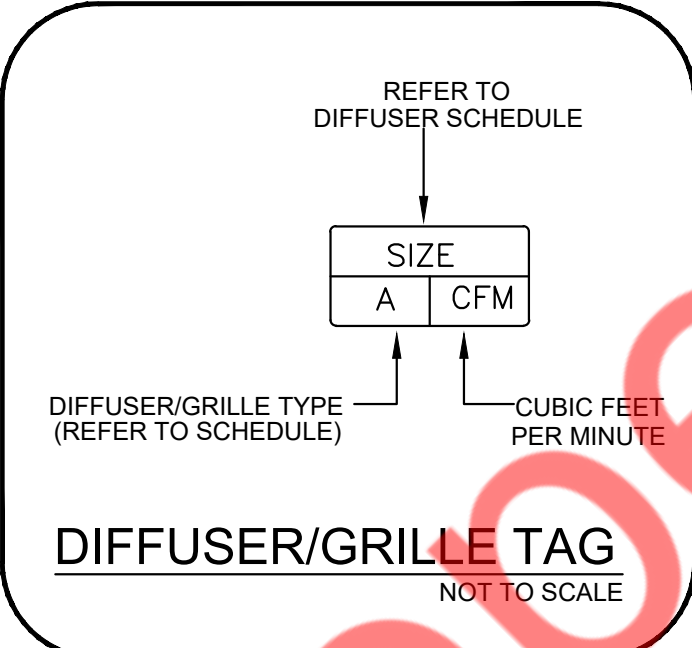 REFER TO
DIFFUSER SCHEDULE
SIZE
A CFM
DIFFUSER/GRILLE TYPE
(REFER TO SCHEDULE)
CUBIC FEET
PER MINUTE
DIFFUSER/GRILLE TAG
NOT TO SCALE